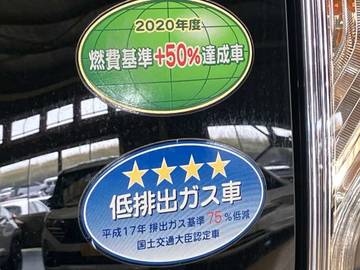 2020年度
燃費基準+50%達成車
★★★★
低排出ガス車
平成17年排出ガス基準75%低減
国土交通大臣認定車